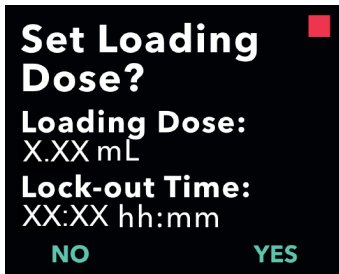 Set Loading
Dose?
Loading Dose:
X.XX mL
Lock-out Time:
XX:XX hh:mm
NO YES